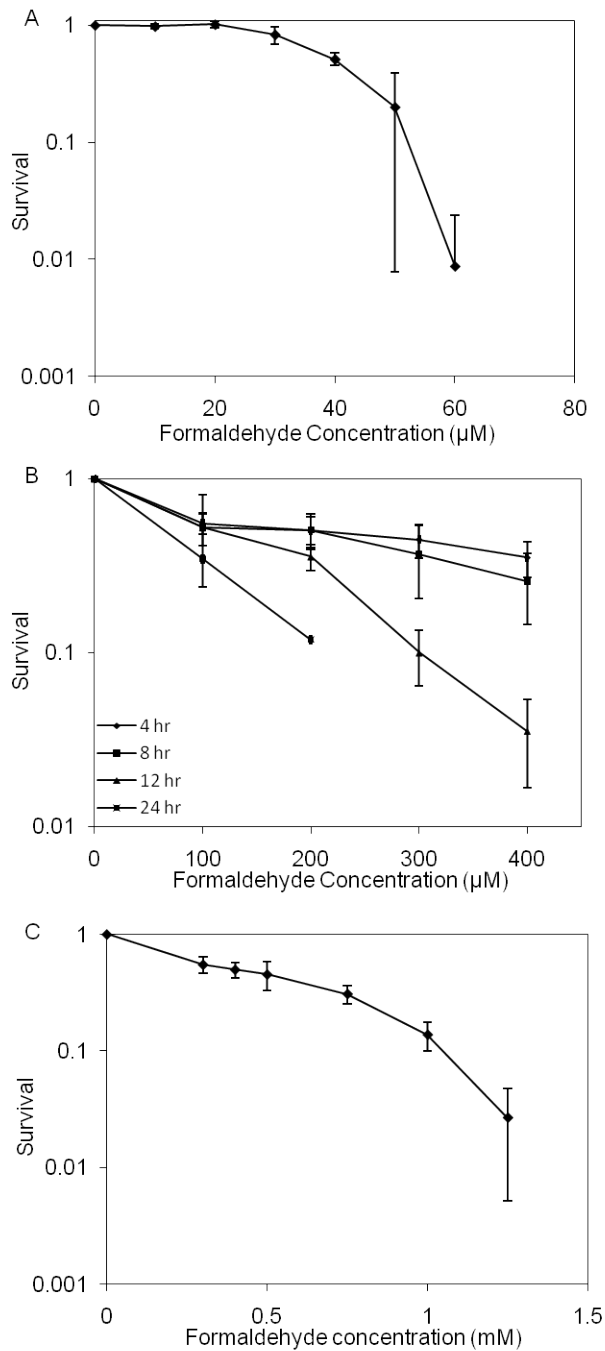 A
1
0.1
0.01
0.001
Survival
0 20 40 60 80
Formaldehyde Concentration (µM)
B
1
0.1
0.01
Survival
4 hr
8 hr
12 hr
24 hr
0 100 200 300 400
Formaldehyde Concentration (µM)
C
1
0.1
0.01
0.001
Survival
0 0.5 1 1.5
Formaldehyde concentration (mM)